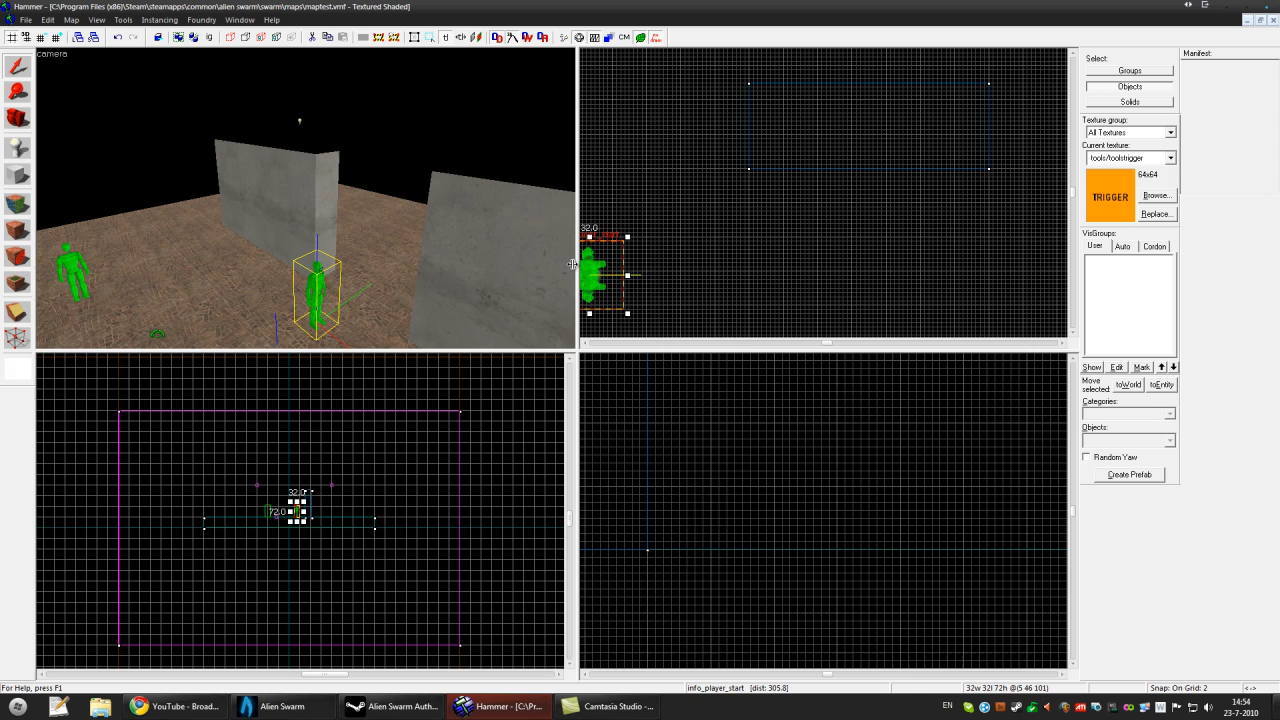 Hammer - [C:\Program Files (x86)\Steam\steamapps\common\alien swarm\swarm\maps\maptest.vmf - Textured Shaded]
File Edit Map View Tools Instancing Window Help
CM
camera
32.0
32.0
72.0
Select:
Groups
Objects
Solids
Texture group:
All Textures
Current texture:
tools/toolstrigger
TRIGGER
64x64
Browse...
Replace...
VisGroups:
User Auto Cordon
Show Edit Mark
Move selected:
toWorld toEntity
Categories:
Objects:
Random Yaw
Create Prefab
Manifest:
For Help, press F1
info_player_start [dist: 305.8]
32w 32l 72h @(5 46 101)
Snap: On Grid: 2
<->
YouTube - Broad...
Alien Swarm
Alien Swarm Auth...
Hammer - [C:\Pr...
Camtasia Studio -...
EN
14:54
23-7-2010